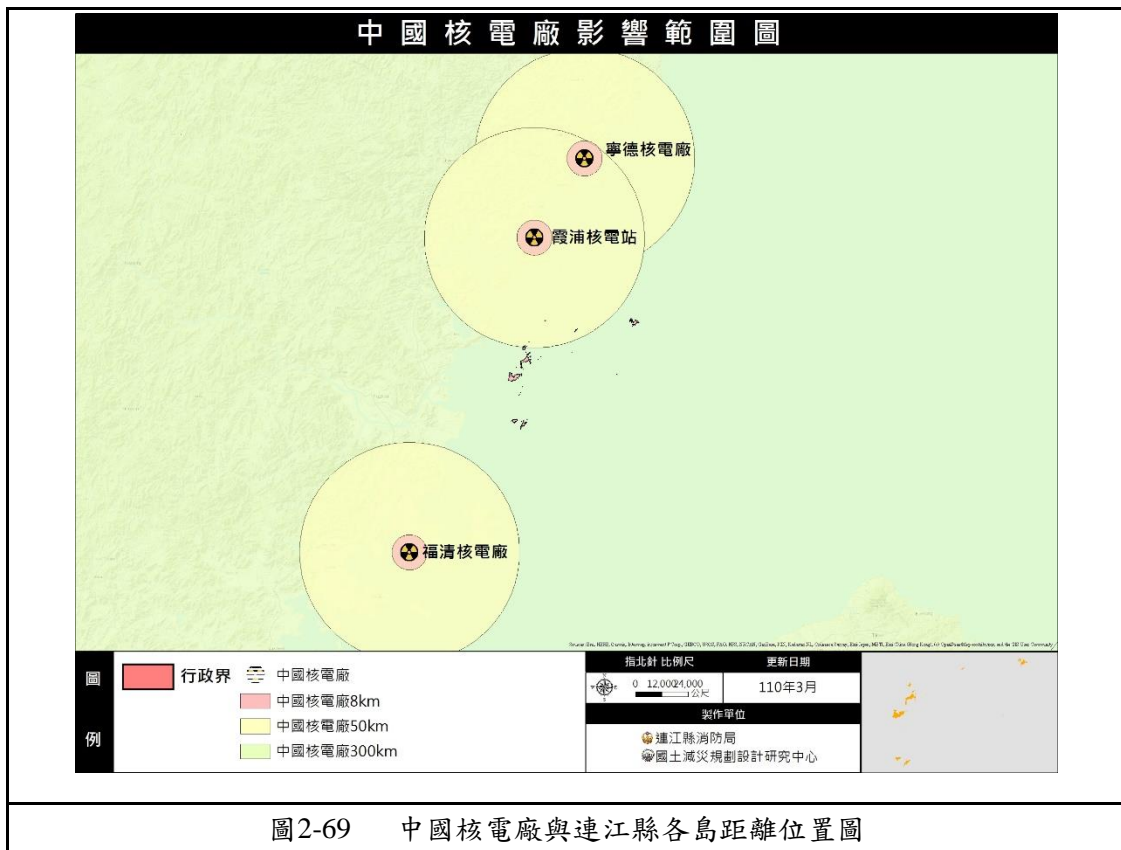 中國核電廠影響範圍圖
寧德核電廠
霞浦核電站
福清核電廠
圖例
行政界
中國核電廠
中國核電廠8km
中國核電廠50km
中國核電廠300km
指北針 比例尺
更新日期
0 12,000 24,000
公尺
110年3月
製作單位
連江縣消防局
國土減災規劃設計研究中心
圖2-69 中國核電廠與連江縣各島距離位置圖